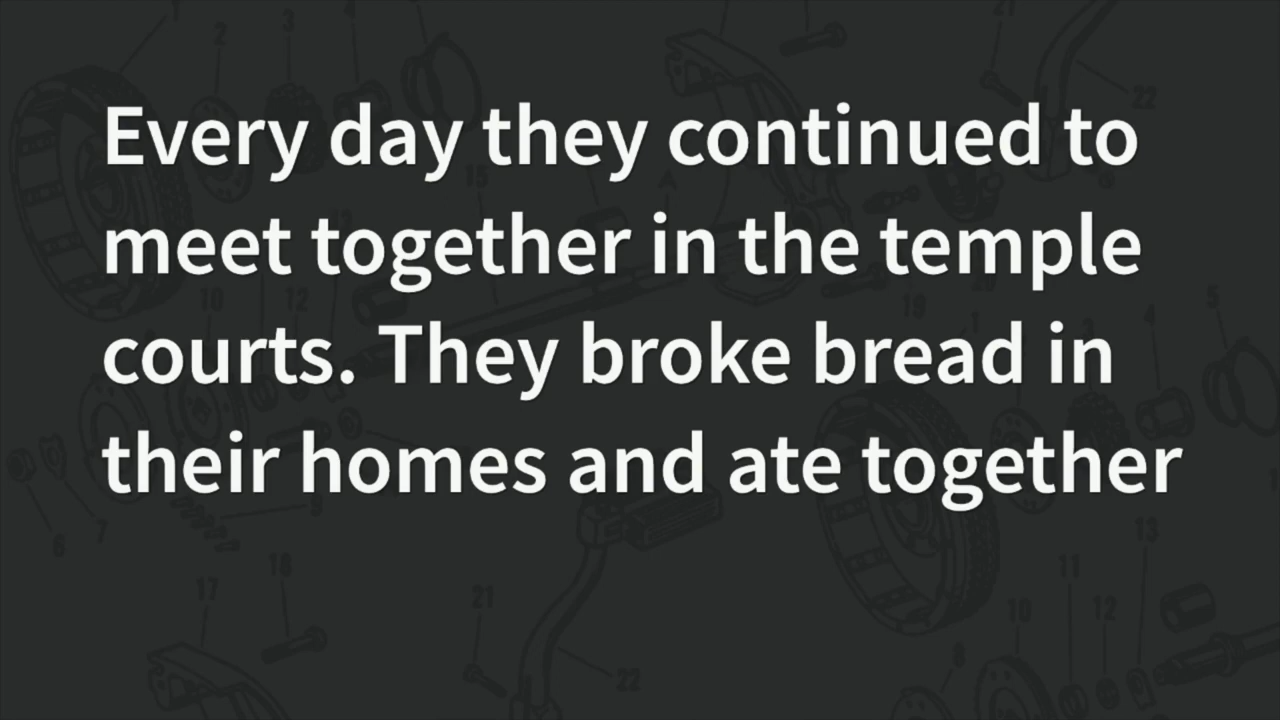 Every day they continued to
meet together in the temple
courts. They broke bread in
their homes and ate together